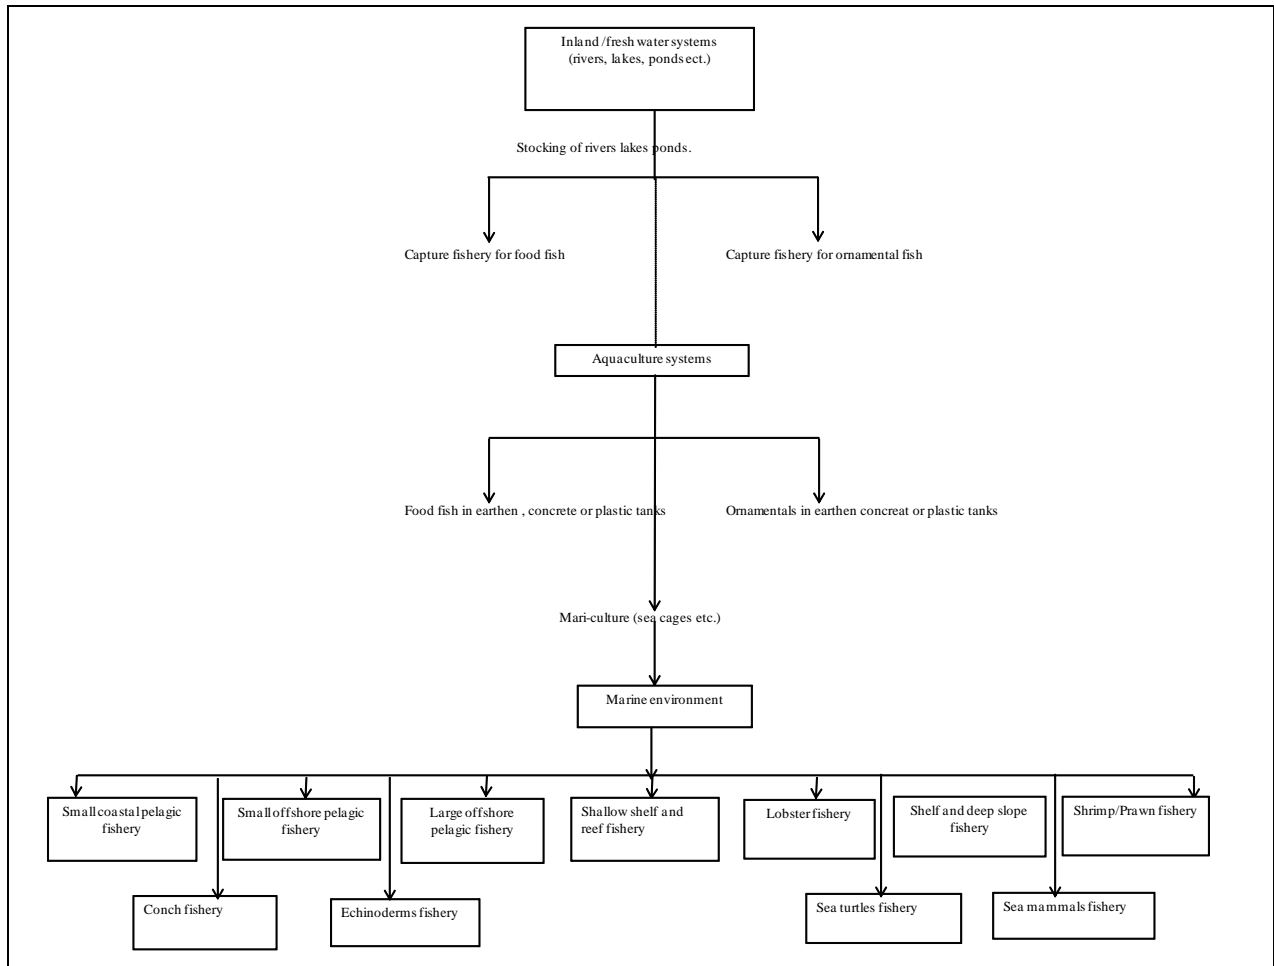 Inland /fresh water systems
(rivers, lakes, ponds ect.)
Stocking of rivers lakes ponds.
Capture fishery for food fish
Capture fishery for ornamental fish
Aquaculture systems
Food fish in earthen , concrete or plastic tanks
Ornamentals in earthen concreat or plastic tanks
Mari-culture (sea cages etc.)
Marine environment
Small coastal pelagic
fishery
Small offshore pelagic
fishery
Large offshore
pelagic fishery
Shallow shelf and
reef fishery
Lobster fishery
Shelf and deep slope
fishery
Shrimp/Prawn fishery
Conch fishery
Echinoderms fishery
Sea turtles fishery
Sea mammals fishery